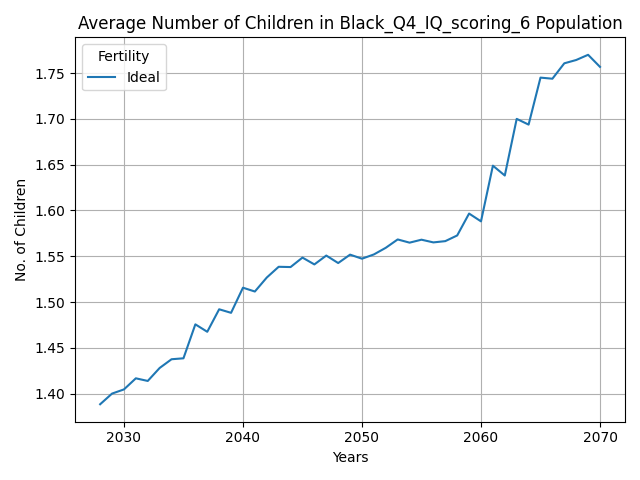 Average Number of Children in Black_Q4_IQ_scoring_6 Population
Fertility
Ideal
No. of Children
1.75
1.70
1.65
1.60
1.55
1.50
1.45
1.40
2030 2040 2050 2060 2070
Years